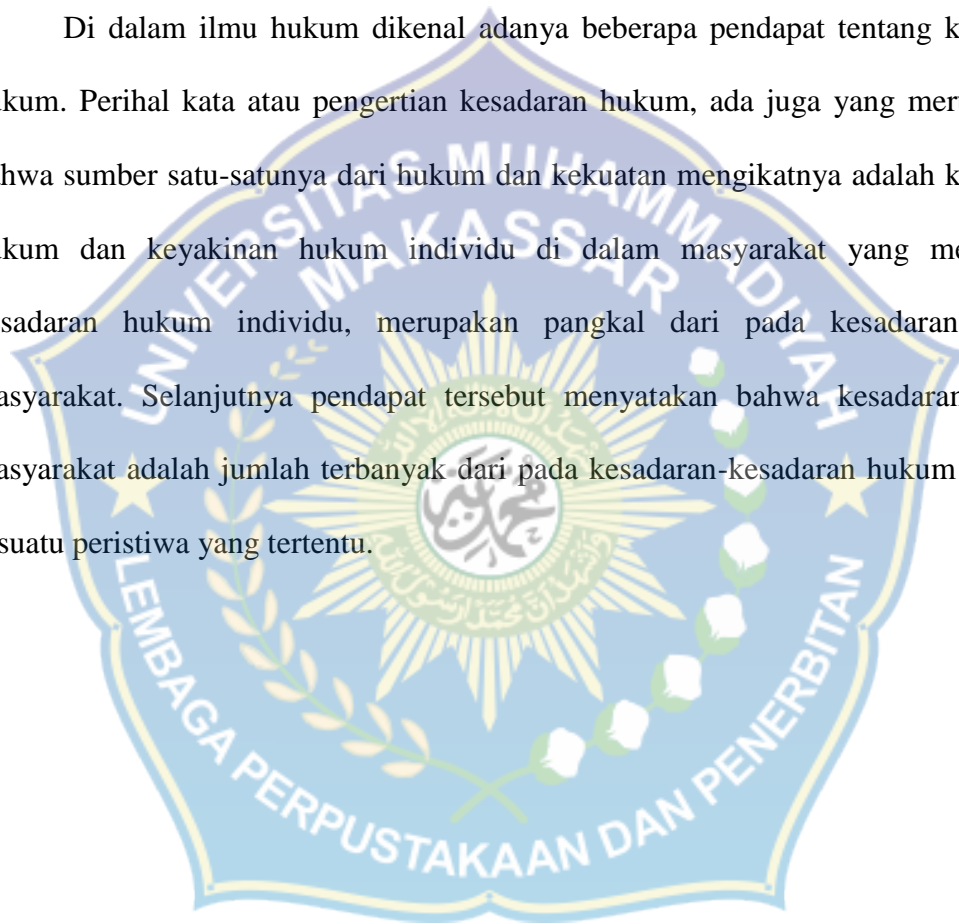 Di dalam ilmu hukum dikenal adanya beberapa pendapat tentang k
ukum. Perihal kata atau pengertian kesadaran hukum, ada juga yang mer
hwa sumber satu-satunya dari hukum dan kekuatan mengikatnya adalah k
ukum dan keyakinan hukum individu di dalam masyarakat yang me
sadaran hukum individu, merupakan pangkal dari pada kesadaran
asyarakat. Selanjutnya pendapat tersebut menyatakan bahwa kesadaran
asyarakat adalah jumlah terbanyak dari pada kesadaran-kesadaran hukum
suatu peristiwa yang tertentu.
UNIVERSITAS MUHAMMADIYAH
MAKASSAR
محمدية
LEMBAGA PERPUSTAKAAN DAN PENERBITAN